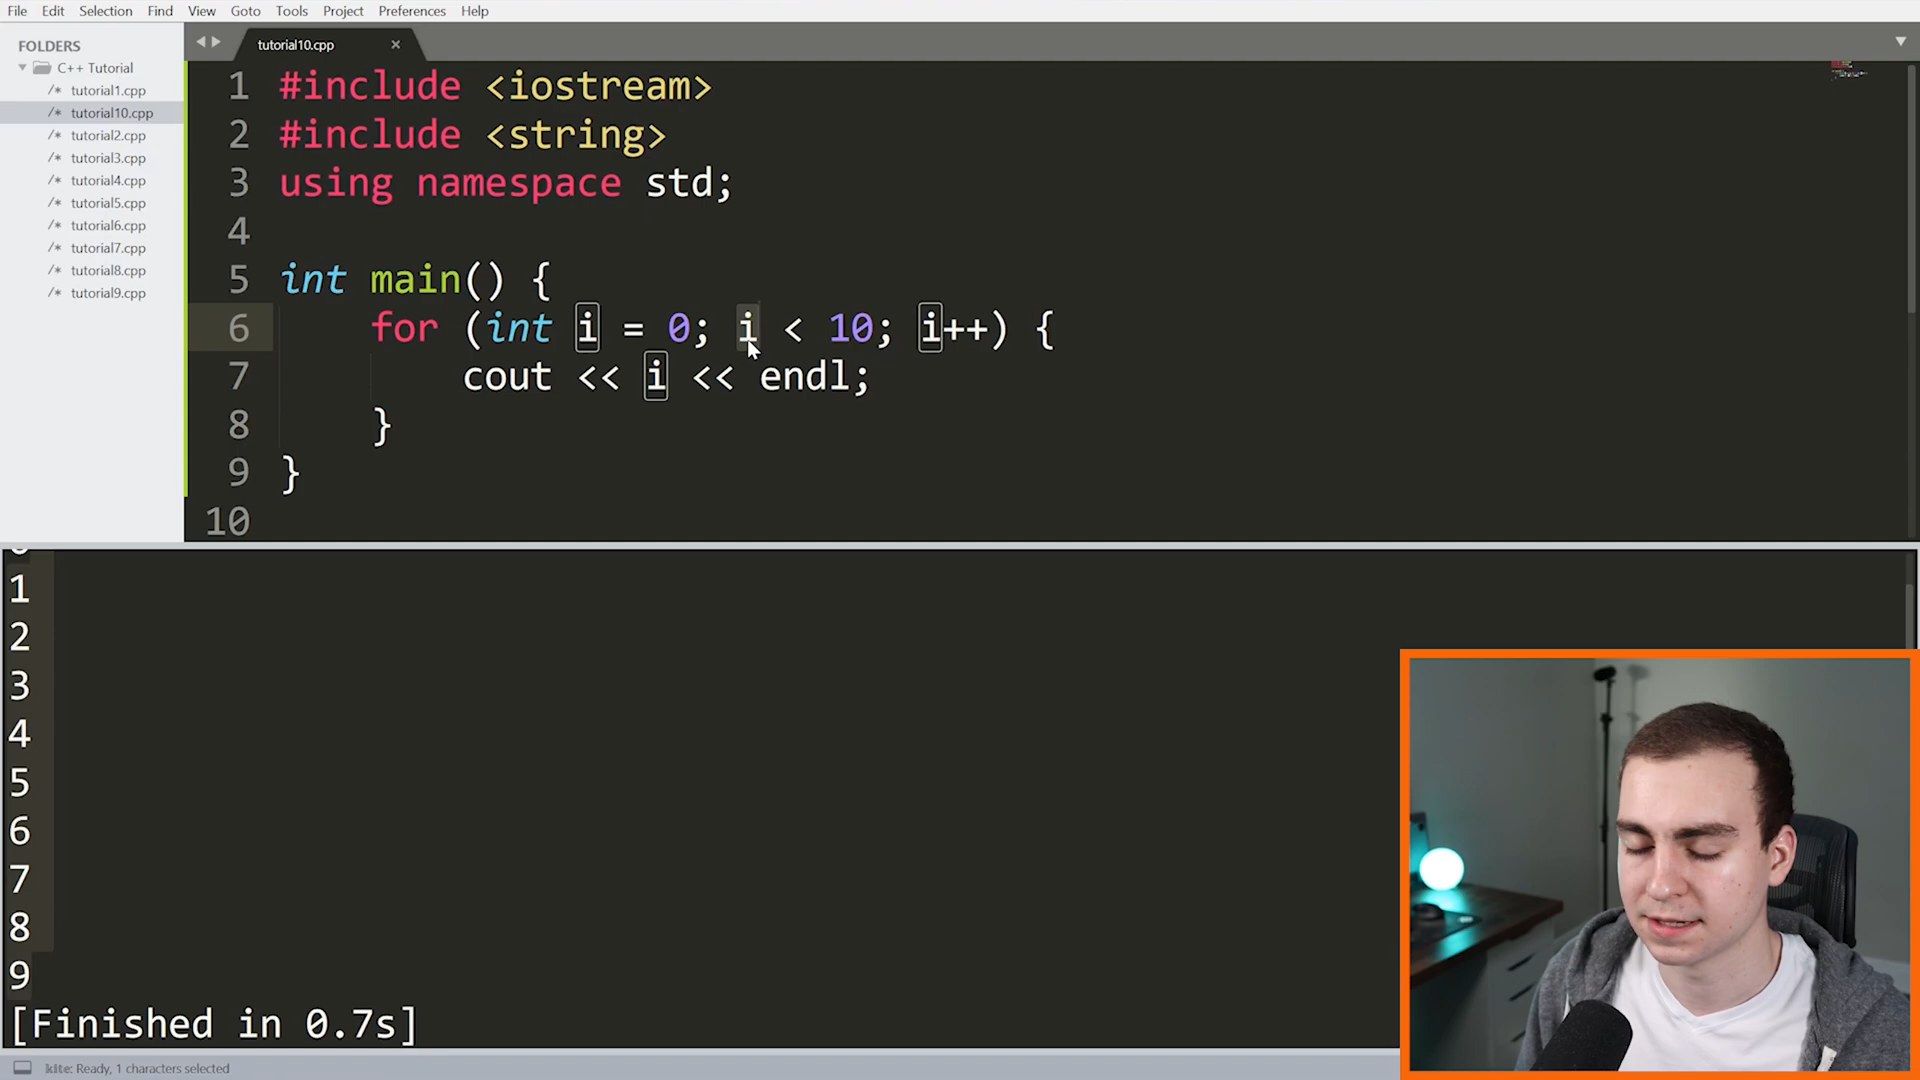 File Edit Selection Find View Goto Tools Project Preferences Help
FOLDERS
C++ Tutorial
/* tutorial1.cpp
/* tutorial10.cpp
/* tutorial2.cpp
/* tutorial3.cpp
/* tutorial4.cpp
/* tutorial5.cpp
/* tutorial6.cpp
/* tutorial7.cpp
/* tutorial8.cpp
/* tutorial9.cpp
tutorial10.cpp
1 #include <iostream>
2 #include <string>
3 using namespace std;
4
5 int main() {
6 for (int i = 0; i < 10; i++) {
7 cout << i << endl;
8 }
9 }
10
1
2
3
4
5
6
7
8
9
[Finished in 0.7s]
kite: Ready, 1 characters selected